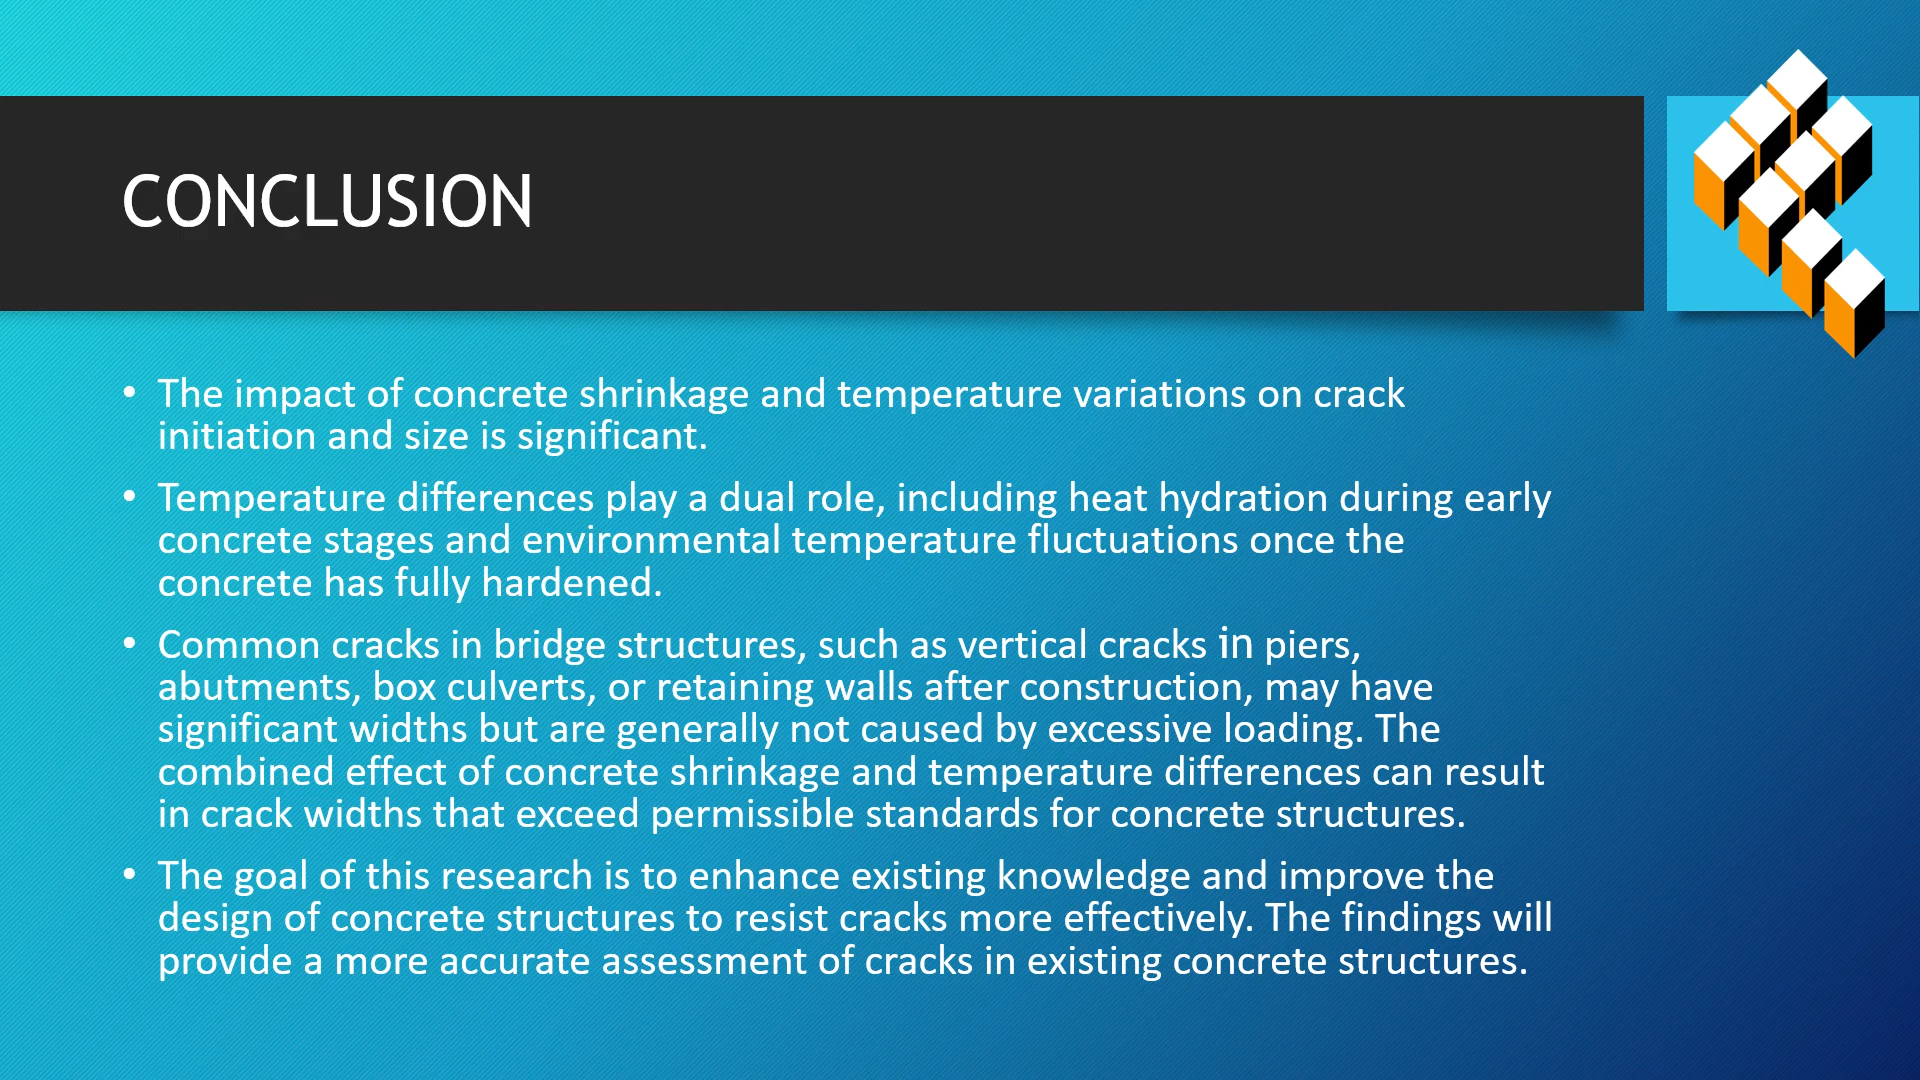 CONCLUSION
• The impact of concrete shrinkage and temperature variations on crack
initiation and size is significant.
• Temperature differences play a dual role, including heat hydration during early
concrete stages and environmental temperature fluctuations once the
concrete has fully hardened.
• Common cracks in bridge structures, such as vertical cracks in piers,
abutments, box culverts, or retaining walls after construction, may have
significant widths but are generally not caused by excessive loading. The
combined effect of concrete shrinkage and temperature differences can result
in crack widths that exceed permissible standards for concrete structures.
• The goal of this research is to enhance existing knowledge and improve the
design of concrete structures to resist cracks more effectively. The findings will
provide a more accurate assessment of cracks in existing concrete structures.